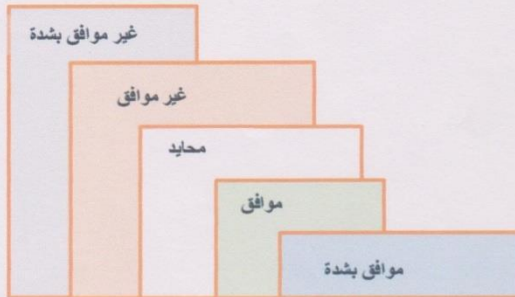 غير موافق بشدة
غير موافق
محايد
موافق
موافق بشدة